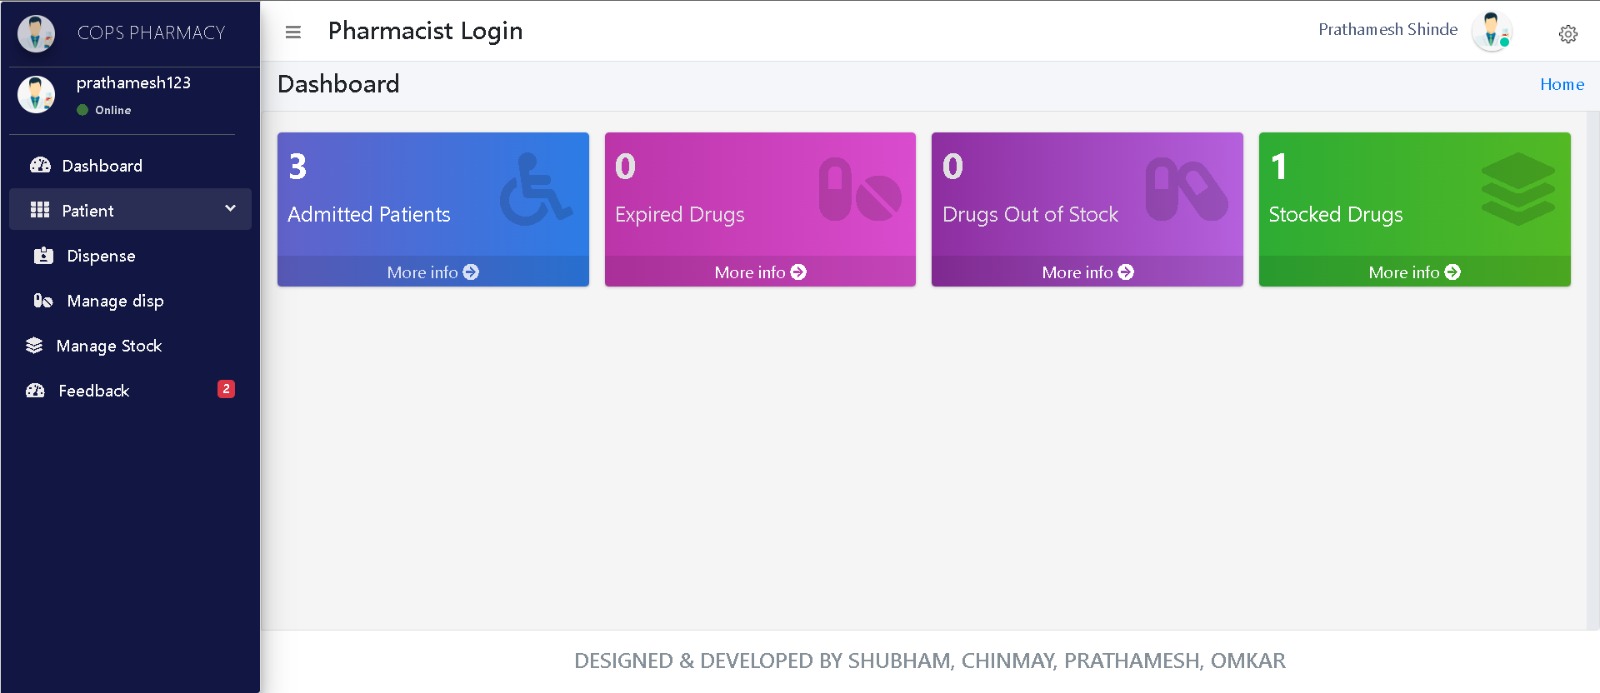 COPS PHARMACY
prathamesh123
Online
Dashboard
Patient
Dispense
Manage disp
Manage Stock
Feedback 2
Pharmacist Login
Prathamesh Shinde
Dashboard
Home
3
Admitted Patients
More info
0
Expired Drugs
More info
0
Drugs Out of Stock
More info
1
Stocked Drugs
More info
DESIGNED & DEVELOPED BY SHUBHAM, CHINMAY, PRATHAMESH, OMKAR